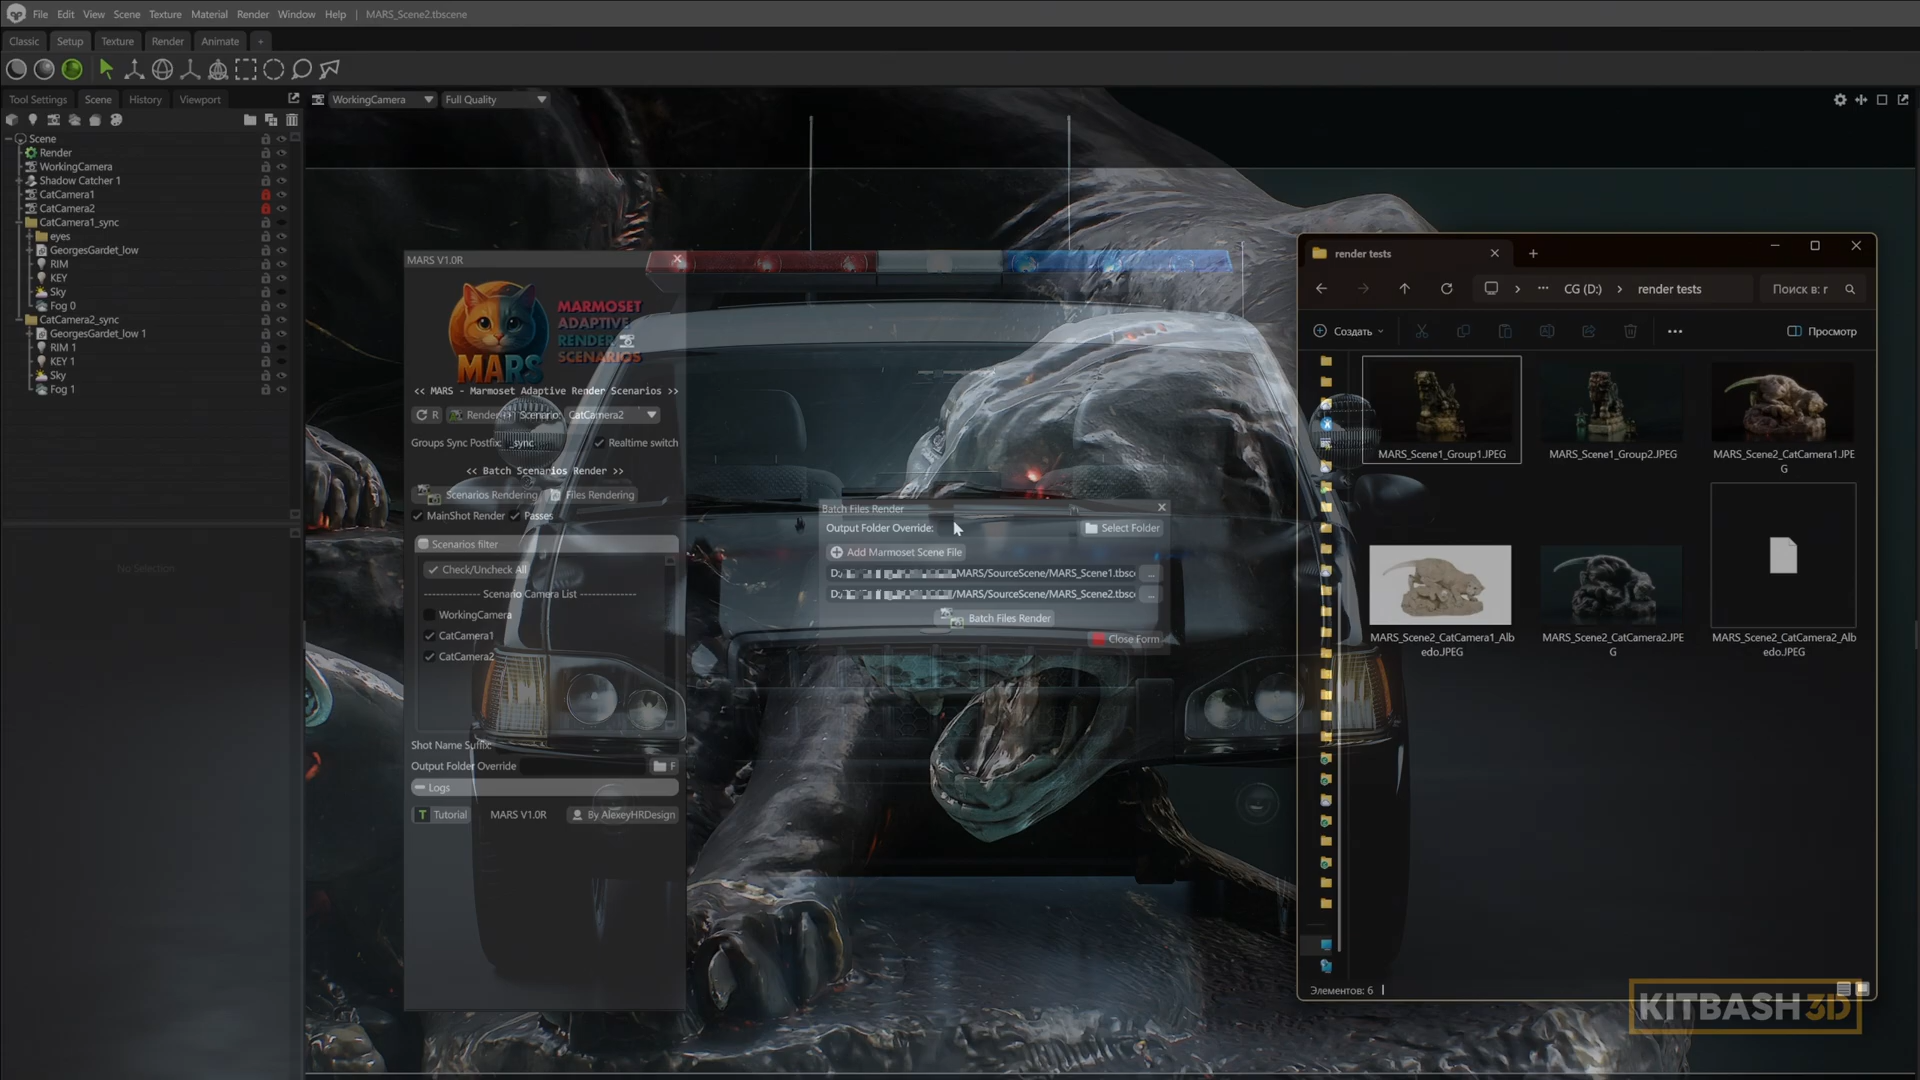 File Edit View Scene Texture Material Render Window Help MARS_Scene2.tbscene
Classic Setup Texture Render Animate +
Tool Settings Scene History Viewport
WorkingCamera Full Quality
Scene
Render
WorkingCamera
Shadow Catcher 1
CatCamera1
CatCamera2
CatCamera1_sync
eyes
GeorgesGardet_low
RIM
KEY
Sky
Fog 0
CatCamera2_sync
GeorgesGardet_low 1
RIM 1
KEY 1
Sky
Fog 1
No Selection
MARS V1.0R
MARMOSET
ADAPTIVE
RENDER
SCENARIOS
MARS
<< MARS - Marmoset Adaptive Render Scenarios >>
R Render Scenario: CatCamera2
Groups Sync Postfix: _sync Realtime switch
<< Batch Scenarios Render >>
Scenarios Rendering Files Rendering
MainShot Render Passes
Scenarios filter
Check/Uncheck All
-------------- Scenario Camera List --------------
WorkingCamera
CatCamera1
CatCamera2
Shot Name Suffix
Output Folder Override F
Logs
T Tutorial MARS V1.0R By AlexeyHRDesign
Batch Files Render
Output Folder Override: Select Folder
Add Marmoset Scene File
D: MARS/SourceScene/MARS_Scene1.tbsc ...
D: /MARS/SourceScene/MARS_Scene2.tbsc ...
Batch Files Render
Close Form
render tests
CG (D:) > render tests Поиск в: r
Создать ... Просмотр
MARS_Scene1_Group1.JPEG
MARS_Scene1_Group2.JPEG
MARS_Scene2_CatCamera1.JPE
G
MARS_Scene2_CatCamera1_Alb
edo.JPEG
MARS_Scene2_CatCamera2.JPE
G
MARS_Scene2_CatCamera2_Alb
edo.JPEG
Элементов: 6
KITBASH3D